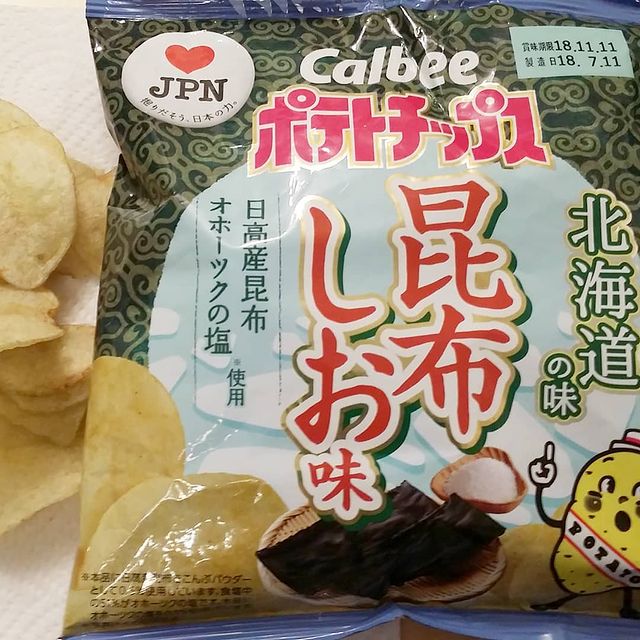 賞味期限18.11.11
製造日18.7.11
JPN
掘りだそう、日本の力。
Calbee
ポテトチップス
北海道
の味
昆布
しお味
日高産昆布
オホーツクの塩
※使用
POTATO